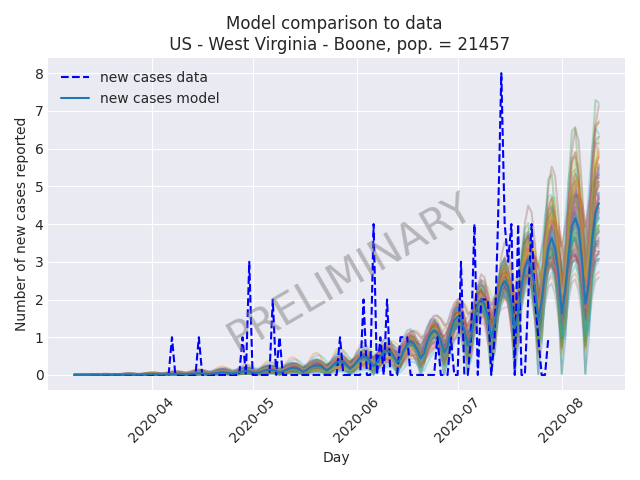 Model comparison to data
US - West Virginia - Boone, pop. = 21457
new cases data
new cases model
Number of new cases reported
8
7
6
5
4
3
2
1
0
PRELIMINARY
2020-04
2020-05
2020-06
2020-07
2020-08
Day